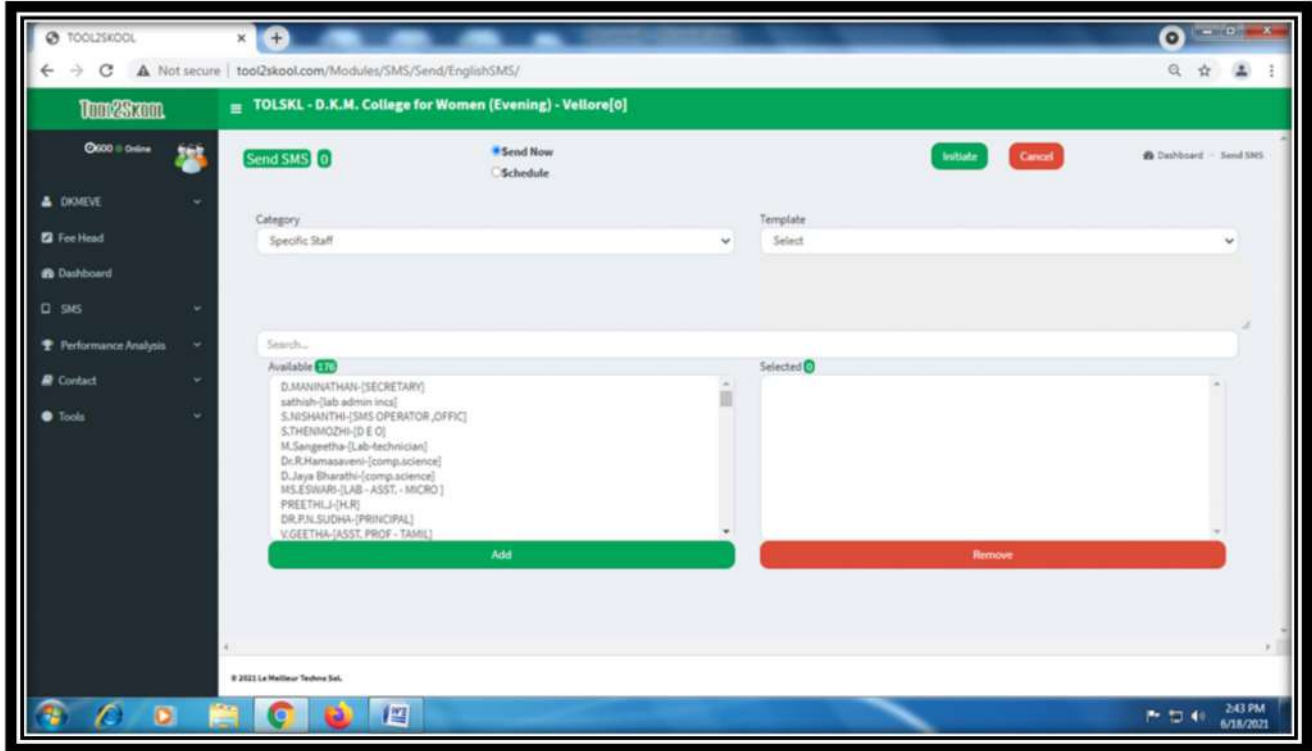 TOOL2SKOOL
Not secure | tool2skool.com/Modules/SMS/Send/EnglishSMS/
TOOL2SKOOL
TOLSKL - D.K.M. College for Women (Evening) - Vellore[0]
Online
Send SMS 0
Send Now
Schedule
Initiate
Cancel
Dashboard - Send SMS
DKMEVE
Fee Head
Dashboard
SMS
Performance Analysis
Contact
Tools
Category
Specific Staff
Template
Select
Search...
Available 176
D.MANINATHAN-[SECRETARY]
sathish-[lab admin incs]
S.NISHANTHI-[SMS OPERATOR ,OFFIC]
S.THENMOZHI-[D E O]
M.Sangeetha-[Lab-technician]
Dr.R.Hamasaveni-[comp.science]
D.Jaya Bharathi-[comp.science]
MS.ESWARI-[LAB - ASST. - MICRO ]
PREETHI.J-[H.R]
DR.P.N.SUDHA-[PRINCIPAL]
V.GEETHA-[ASST. PROF - TAMIL]
Add
Selected 0
Remove
© 2021 Le Meilleur Techno Sol.
2:43 PM
6/18/2021